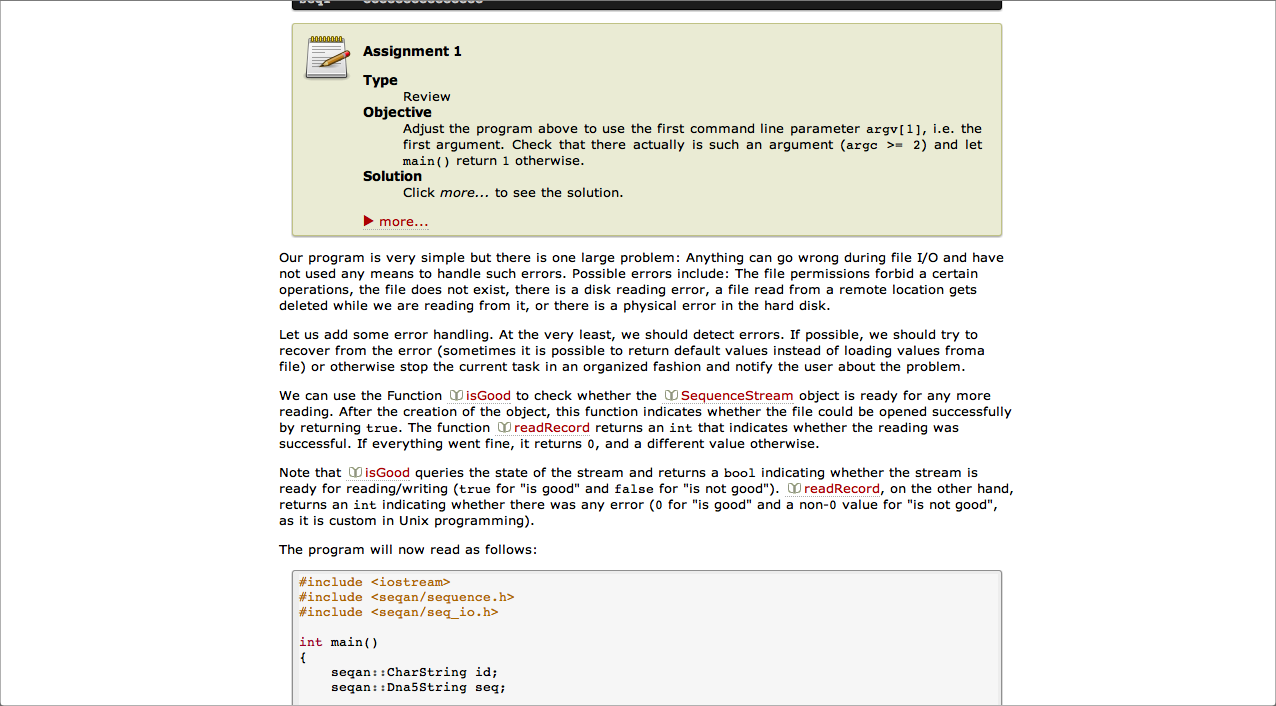 Assignment 1
Type
Review
Objective
Adjust the program above to use the first command line parameter argv[1], i.e. the
first argument. Check that there actually is such an argument (argc >= 2) and let
main() return 1 otherwise.
Solution
Click more... to see the solution.
more...
Our program is very simple but there is one large problem: Anything can go wrong during file I/O and have
not used any means to handle such errors. Possible errors include: The file permissions forbid a certain
operations, the file does not exist, there is a disk reading error, a file read from a remote location gets
deleted while we are reading from it, or there is a physical error in the hard disk.
Let us add some error handling. At the very least, we should detect errors. If possible, we should try to
recover from the error (sometimes it is possible to return default values instead of loading values froma
file) or otherwise stop the current task in an organized fashion and notify the user about the problem.
We can use the Function isGood to check whether the SequenceStream object is ready for any more
reading. After the creation of the object, this function indicates whether the file could be opened successfully
by returning true. The function readRecord returns an int that indicates whether the reading was
successful. If everything went fine, it returns 0, and a different value otherwise.
Note that isGood queries the state of the stream and returns a bool indicating whether the stream is
ready for reading/writing (true for "is good" and false for "is not good"). readRecord, on the other hand,
returns an int indicating whether there was any error (0 for "is good" and a non-0 value for "is not good",
as it is custom in Unix programming).
The program will now read as follows:
#include <iostream>
#include <seqan/sequence.h>
#include <seqan/seq_io.h>
int main()
{
seqan::CharString id;
seqan::Dna5String seq;